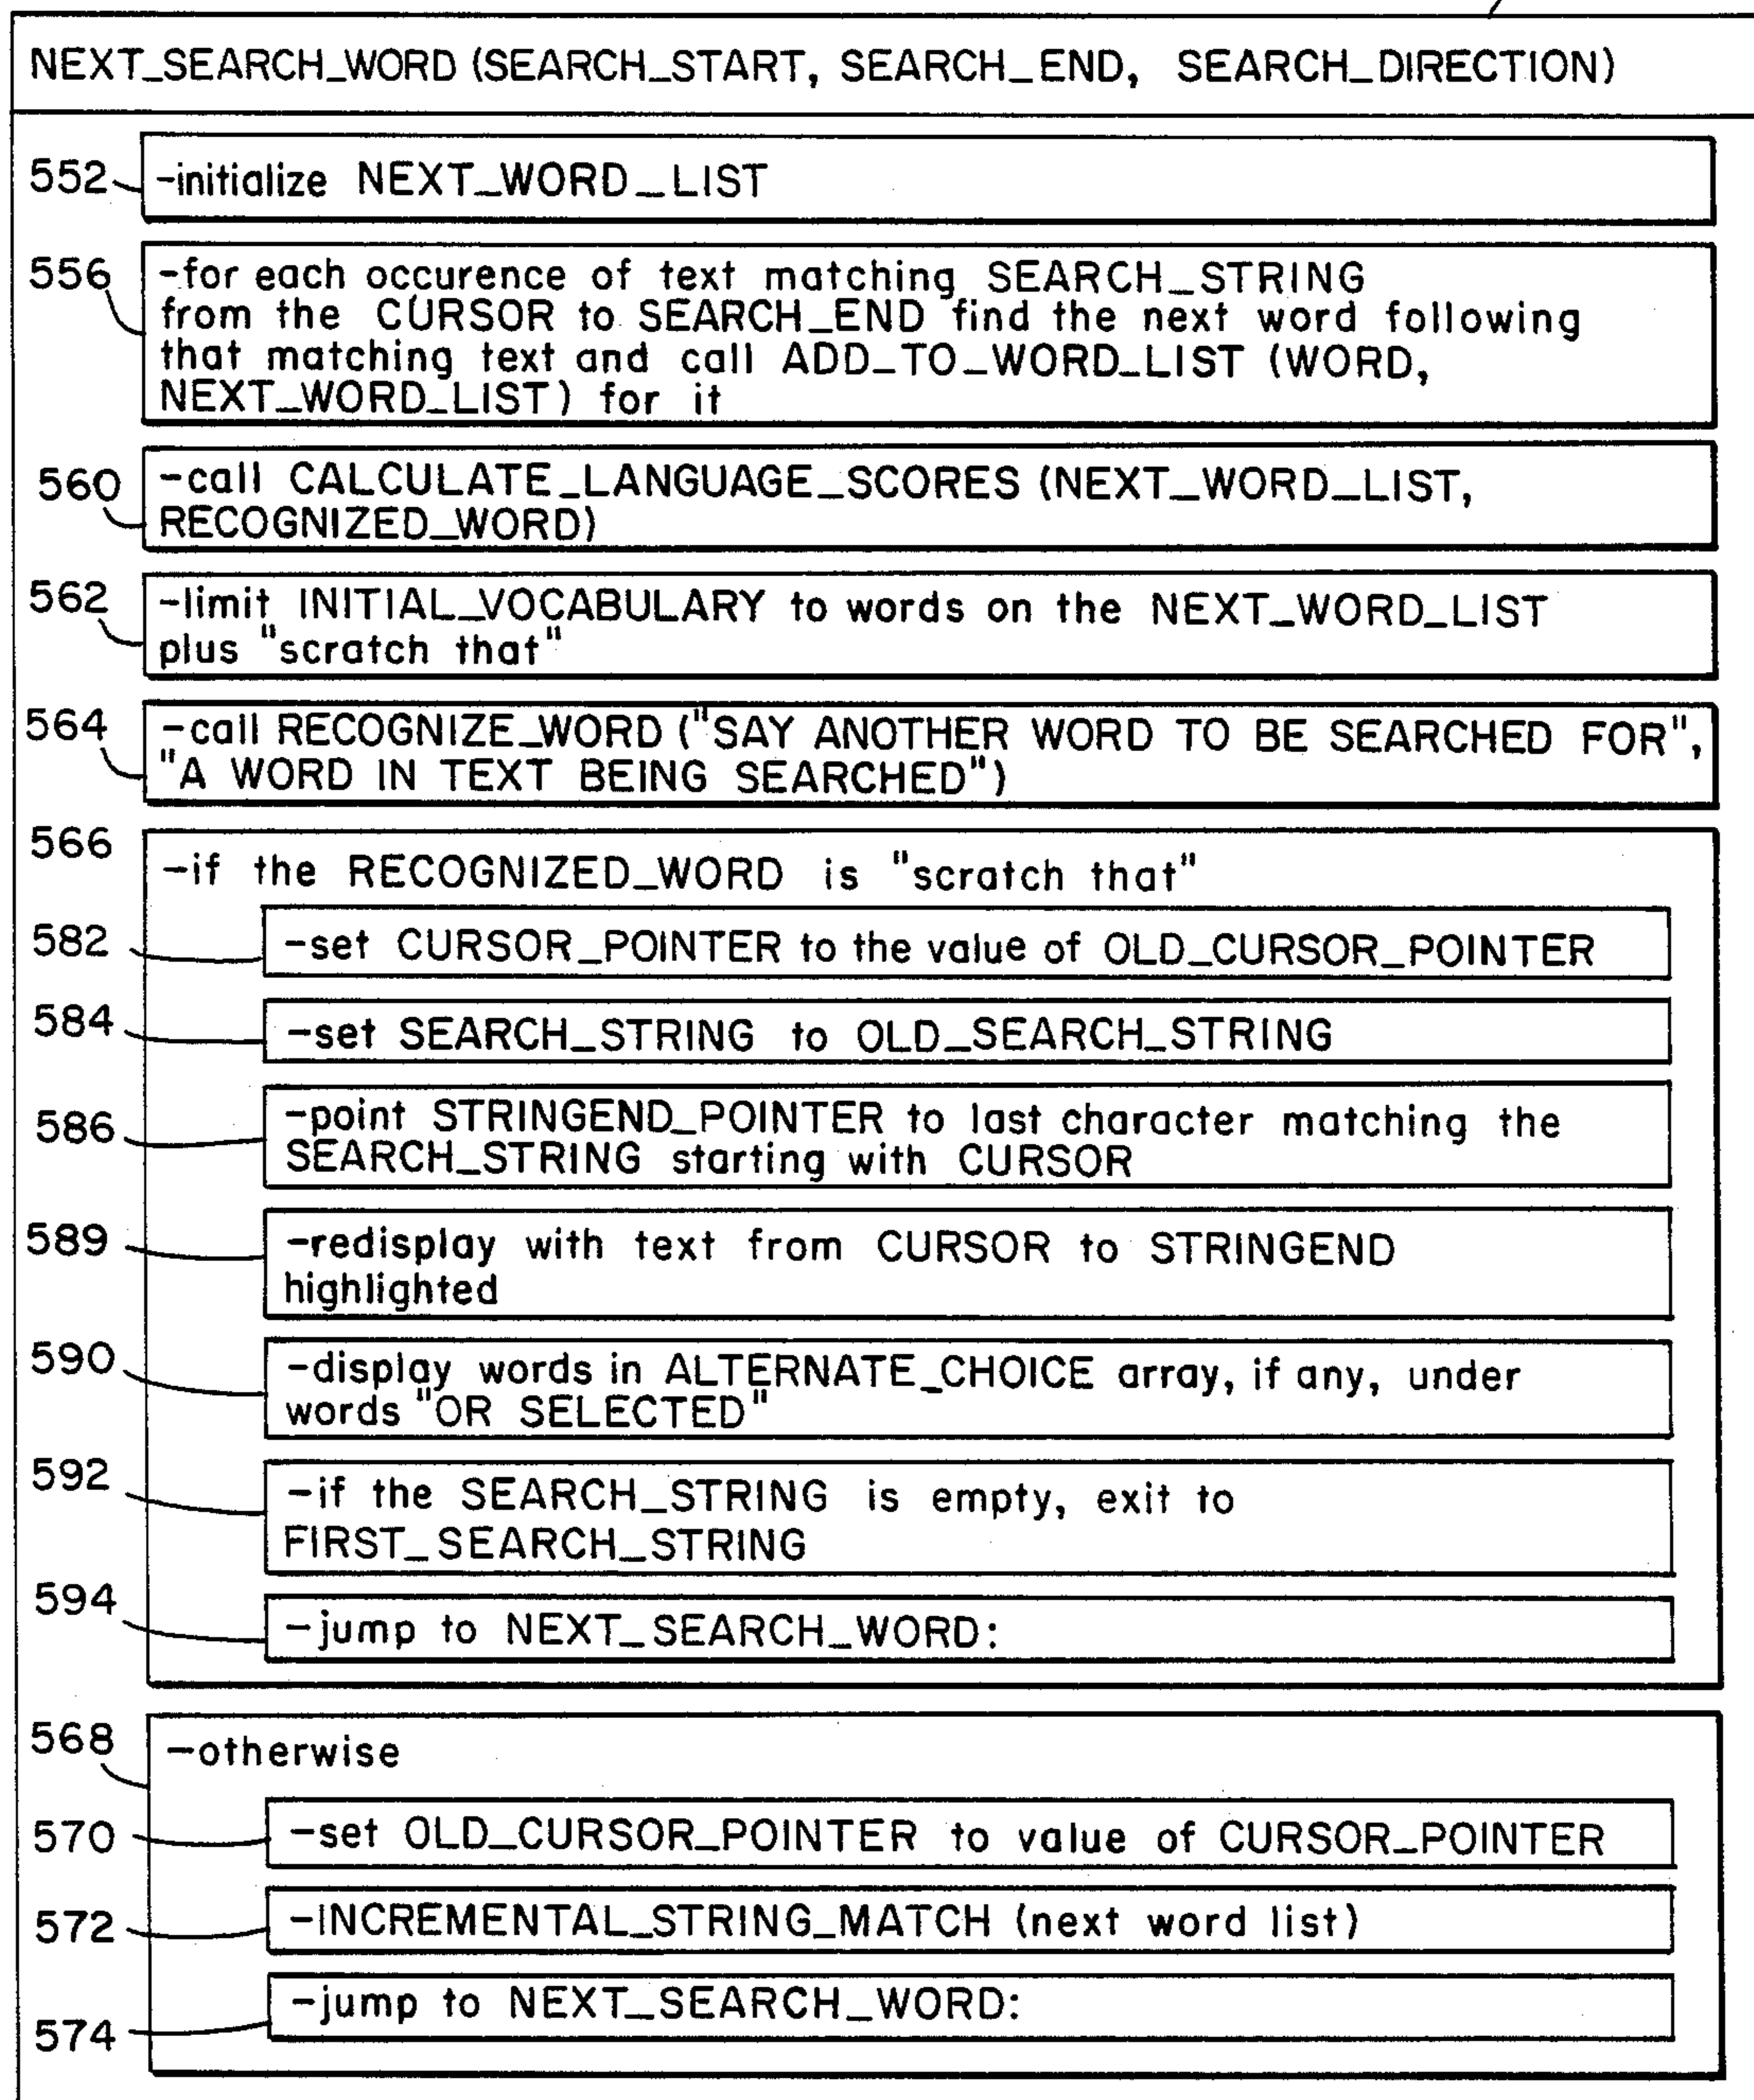 NEXT_SEARCH_WORD (SEARCH_START, SEARCH_END, SEARCH_DIRECTION)
552 -initialize NEXT_WORD_LIST
556 -for each occurence of text matching SEARCH_STRING
from the CURSOR to SEARCH_END find the next word following
that matching text and call ADD_TO_WORD_LIST (WORD,
NEXT_WORD_LIST) for it
560 -call CALCULATE_LANGUAGE_SCORES (NEXT_WORD_LIST,
RECOGNIZED_WORD)
562 -limit INITIAL_VOCABULARY to words on the NEXT_WORD_LIST
plus "scratch that"
564 -call RECOGNIZE_WORD ("SAY ANOTHER WORD TO BE SEARCHED FOR",
"A WORD IN TEXT BEING SEARCHED")
566 -if the RECOGNIZED_WORD is "scratch that"
582 -set CURSOR_POINTER to the value of OLD_CURSOR_POINTER
584 -set SEARCH_STRING to OLD_SEARCH_STRING
586 -point STRINGEND_POINTER to last character matching the
SEARCH_STRING starting with CURSOR
589 -redisplay with text from CURSOR to STRINGEND
highlighted
590 -display words in ALTERNATE_CHOICE array, if any, under
words "OR SELECTED"
592 -if the SEARCH_STRING is empty, exit to
FIRST_SEARCH_STRING
594 -jump to NEXT_SEARCH_WORD:
568 -otherwise
570 -set OLD_CURSOR_POINTER to value of CURSOR_POINTER
572 -INCREMENTAL_STRING_MATCH (next word list)
574 -jump to NEXT_SEARCH_WORD: